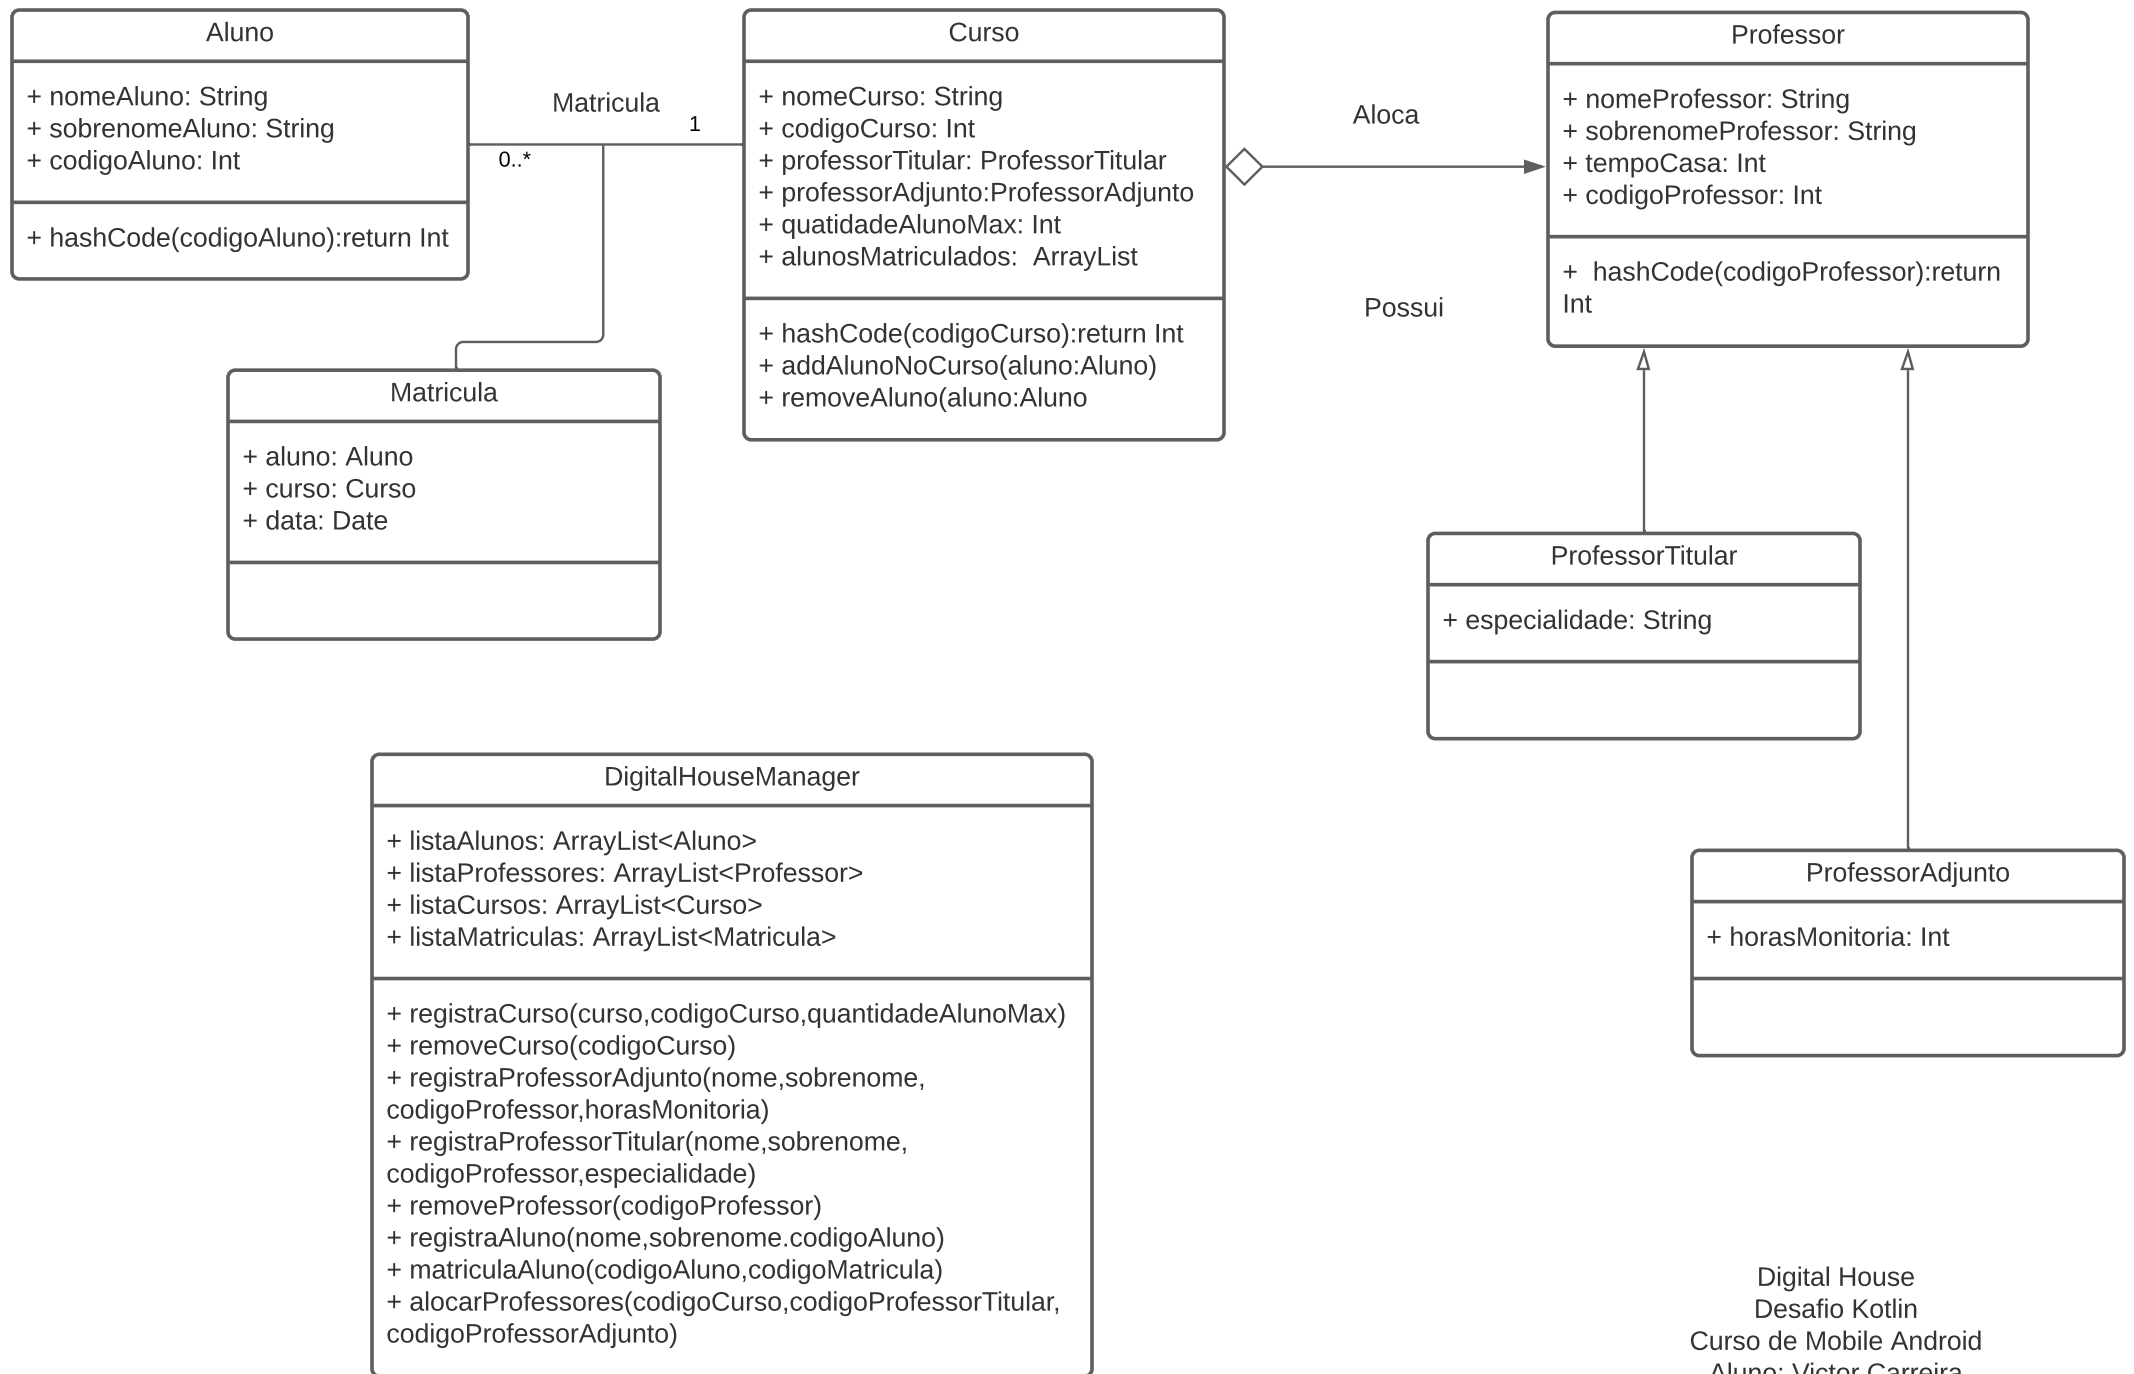 Aluno
+ nomeAluno: String
+ sobrenomeAluno: String
+ codigoAluno: Int
+ hashCode(codigoAluno):return Int
Matricula
1
0..*
Curso
+ nomeCurso: String
+ codigoCurso: Int
+ professorTitular: ProfessorTitular
+ professorAdjunto:ProfessorAdjunto
+ quatidadeAlunoMax: Int
+ alunosMatriculados:  ArrayList
+ hashCode(codigoCurso):return Int
+ addAlunoNoCurso(aluno:Aluno)
+ removeAluno(aluno:Aluno
Aloca
Possui
Professor
+ nomeProfessor: String
+ sobrenomeProfessor: String
+ tempoCasa: Int
+ codigoProfessor: Int
+  hashCode(codigoProfessor):return
Int
Matricula
+ aluno: Aluno
+ curso: Curso
+ data: Date
ProfessorTitular
+ especialidade: String
DigitalHouseManager
+ listaAlunos: ArrayList<Aluno>
+ listaProfessores: ArrayList<Professor>
+ listaCursos: ArrayList<Curso>
+ listaMatriculas: ArrayList<Matricula>
+ registraCurso(curso,codigoCurso,quantidadeAlunoMax)
+ removeCurso(codigoCurso)
+ registraProfessorAdjunto(nome,sobrenome,
codigoProfessor,horasMonitoria)
+ registraProfessorTitular(nome,sobrenome,
codigoProfessor,especialidade)
+ removeProfessor(codigoProfessor)
+ registraAluno(nome,sobrenome.codigoAluno)
+ matriculaAluno(codigoAluno,codigoMatricula)
+ alocarProfessores(codigoCurso,codigoProfessorTitular,
codigoProfessorAdjunto)
ProfessorAdjunto
+ horasMonitoria: Int
Digital House
Desafio Kotlin
Curso de Mobile Android
Aluno: Victor Carreira